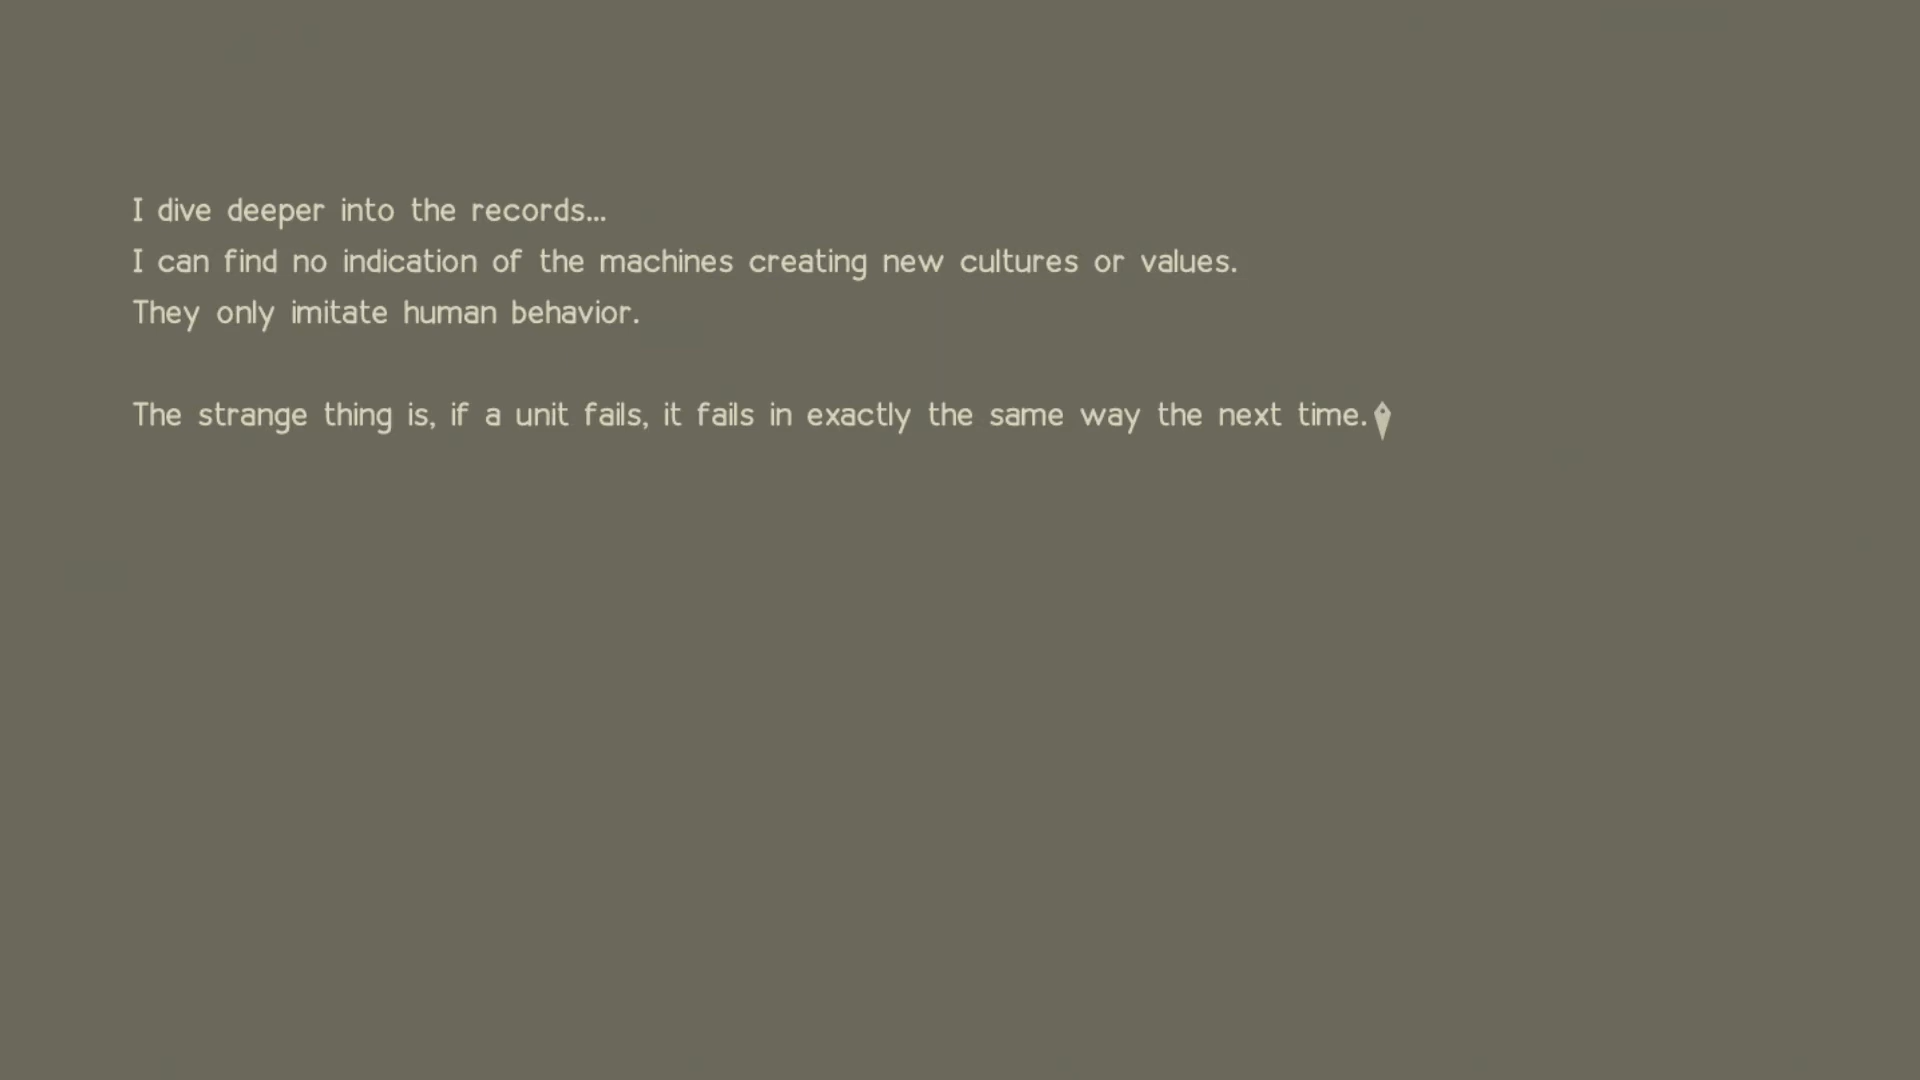 I dive deeper into the records...
I can find no indication of the machines creating new cultures or values.
They only imitate human behavior.
The strange thing is, if a unit fails, it fails in exactly the same way the next time.